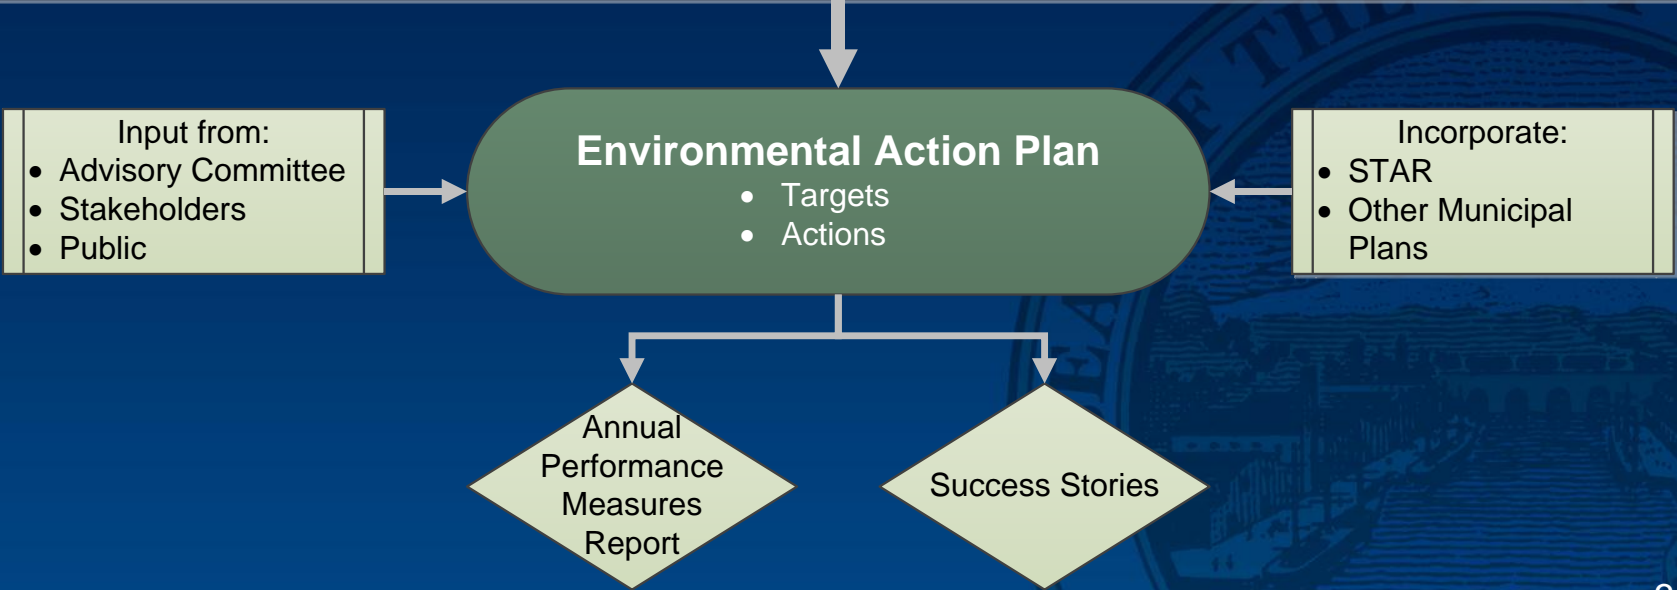 Input from:
• Advisory Committee
• Stakeholders
• Public
Environmental Action Plan
• Targets
• Actions
Incorporate:
• STAR
• Other Municipal
Plans
Annual
Performance
Measures
Report
Success Stories
THE